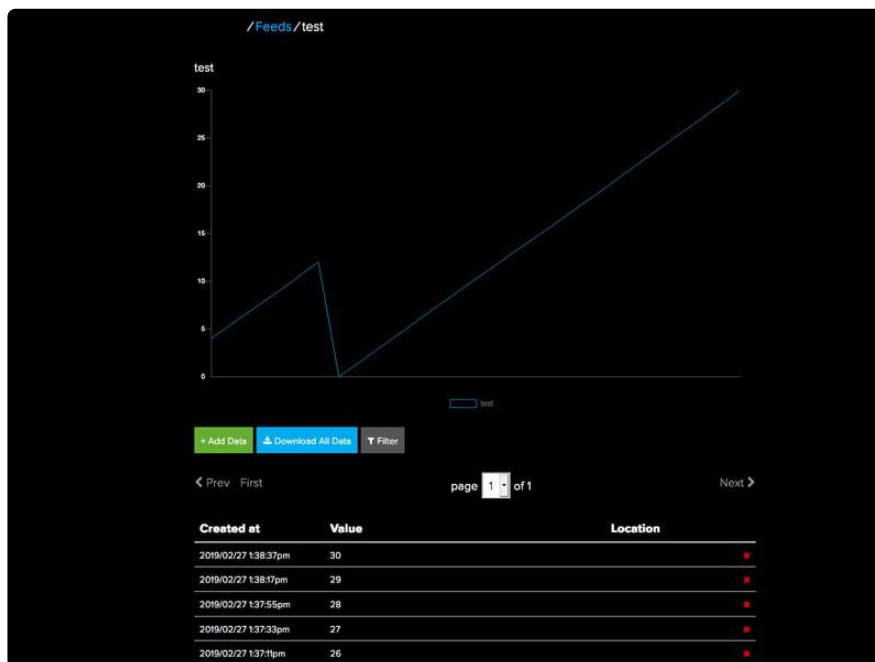 /Feeds/test
test
30
25
20
15
10
5
0
test
+ Add Data Download All Data Filter
Prev First page 1 of 1 Next
Created at Value Location
2019/02/27 1:38:37pm 30
2019/02/27 1:38:17pm 29
2019/02/27 1:37:55pm 28
2019/02/27 1:37:33pm 27
2019/02/27 1:37:11pm 26